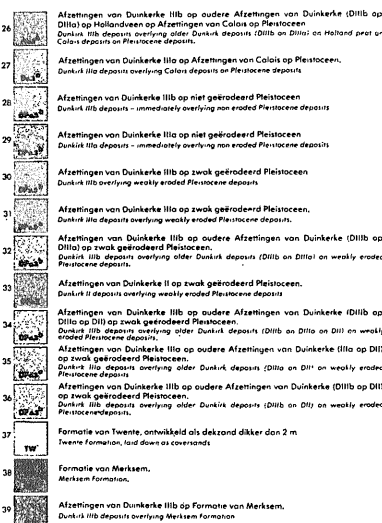 26
Afzettingen van Duinkerke IIIb op oudere Afzettingen van Duinkerke (DIIIb op
DIIIa) op Hollandveen op Afzettingen van Calais op Pleistoceen
Dunkirk IIIb deposits overlying older Dunkirk deposits (DIIIb on DIIIa) on Holland peat on
Calais deposits on Pleistocene deposits.
27
Afzettingen van Duinkerke IIIa op Afzettingen van Calais op Pleistoceen.
Dunkirk IIIa deposits overlying Calais deposits on Pleistocene deposits
28
Afzettingen van Duinkerke IIIb op niet geërodeerd Pleistoceen
Dunkirk IIIb deposits – immediately overlying non eroded Pleistocene deposits
29
Afzettingen van Duinkerke IIIa op niet geërodeerd Pleistoceen
Dunkirk IIIa deposits – immediately overlying non eroded Pleistocene deposits
30
Afzettingen van Duinkerke IIIb op zwak geërodeerd Pleistoceen
Dunkirk IIIb overlying weakly eroded Pleistocene deposits
31
Afzettingen van Duinkerke IIIa op zwak geërodeerd Pleistoceen.
Dunkirk IIIa deposits overlying weakly eroded Pleistocene deposits.
32
Afzettingen van Duinkerke IIIb op oudere Afzettingen van Duinkerke (DIIIb op
DIIIa) op zwak geërodeerd Pleistoceen.
Dunkirk IIIb deposits overlying older Dunkirk deposits (DIIIb on DIIIa) on weakly eroded
Pleistocene deposits.
33
Afzettingen van Duinkerke II op zwak geërodeerd Pleistoceen.
Dunkirk II deposits overlying weakly eroded Pleistocene deposits
34
Afzettingen van Duinkerke IIIb op oudere Afzettingen van Duinkerke (DIIIb op
DIIIa op DII) op zwak geërodeerd Pleistoceen.
Dunkirk IIIb deposits overlying older Dunkirk deposits (DIIIb on DIIIa on DII) on weakly
eroded Pleistocene deposits.
35
Afzettingen van Duinkerke IIIa op oudere Afzettingen van Duinkerke (IIIa op DII)
op zwak geërodeerd Pleistoceen.
Dunkirk IIIa deposits overlying older Dunkirk deposits (DIIIa on DII) on weakly eroded
Pleistocene deposits
36
Afzettingen van Duinkerke IIIb op oudere Afzettingen van Duinkerke (DIIIb op DII)
op zwak geërodeerd Pleistoceen.
Dunkirk IIIb deposits overlying older Dunkirk deposits (DIIIb on DII) on weakly eroded
Pleistocene deposits.
37
TW
Formatie van Twente, ontwikkeld als dekzand dikker dan 2 m
Twente Formation, laid down as coversands
38
Formatie van Merksem.
Merksem Formation.
39
Afzettingen van Duinkerke IIIb op Formatie van Merksem.
Dunkirk IIIb deposits overlying Merksem Formation